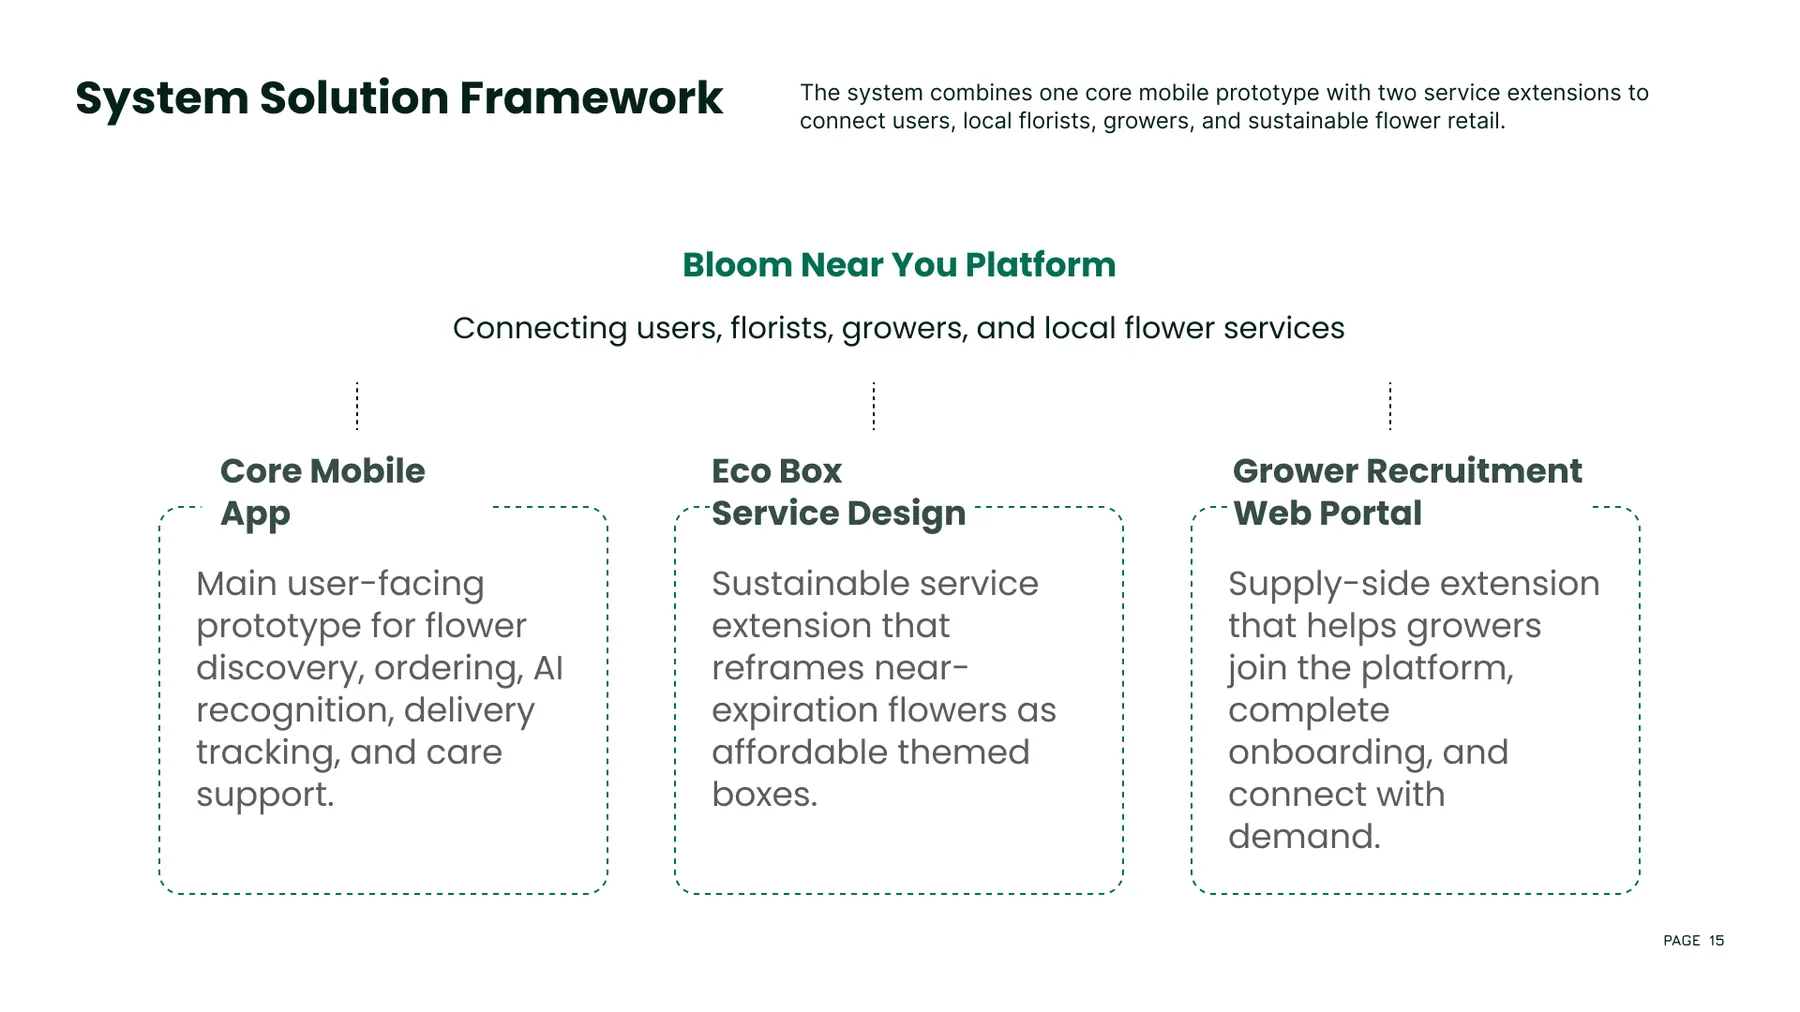 System Solution Framework
The system combines one core mobile prototype with two service extensions to
connect users, local florists, growers, and sustainable flower retail.
Bloom Near You Platform
Connecting users, florists, growers, and local flower services
Core Mobile
App
Main user-facing
prototype for flower
discovery, ordering, AI
recognition, delivery
tracking, and care
support.
Eco Box
Service Design
Sustainable service
extension that
reframes near-
expiration flowers as
affordable themed
boxes.
Grower Recruitment
Web Portal
Supply-side extension
that helps growers
join the platform,
complete
onboarding, and
connect with
demand.
PAGE 15